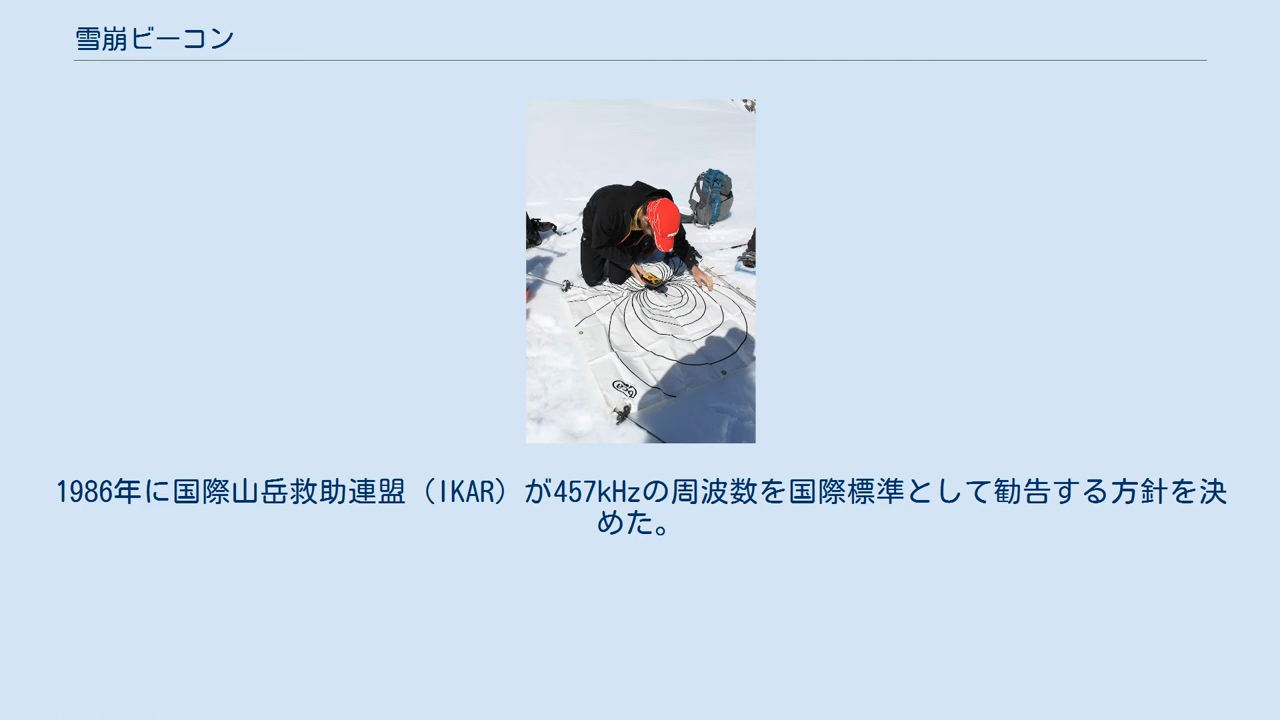 雪崩ビーコン
1986年に国際山岳救助連盟（IKAR）が457kHzの周波数を国際標準として勧告する方針を決
めた。